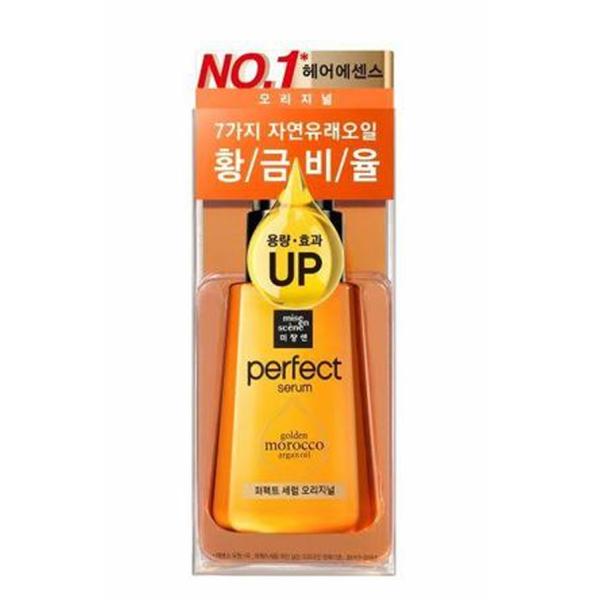 NO.1* 헤어에센스
오리지널
7가지 자연유래오일
황/금 비/율
용량·효과
UP
mise
en
scène
미쟝센
perfect
serum
golden
morocco
argan oil
퍼펙트 세럼 오리지널